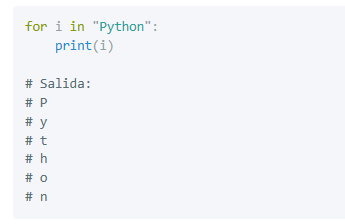 for i in "Python":
    print(i)

# Salida:
# P
# y
# t
# h
# o
# n